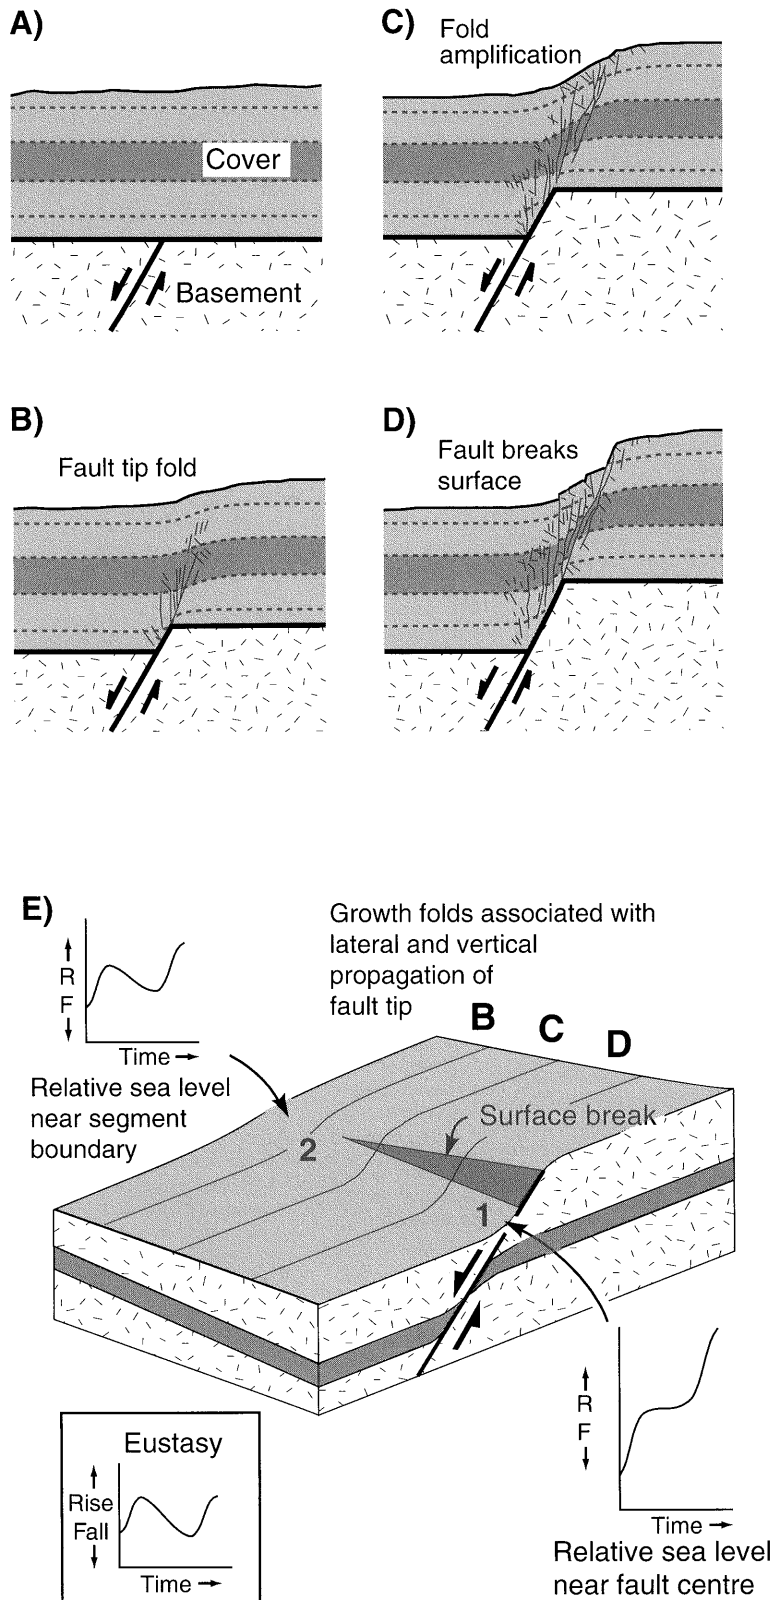 A)
Cover
Basement
C)
Fold
amplification
B)
Fault tip fold
D)
Fault breaks
surface
E)
R
F
Time
Relative sea level
near segment
boundary
Growth folds associated with
lateral and vertical
propagation of
fault tip
B
C
D
Surface break
2
1
R
F
Time
Relative sea level
near fault centre
Eustasy
Rise
Fall
Time